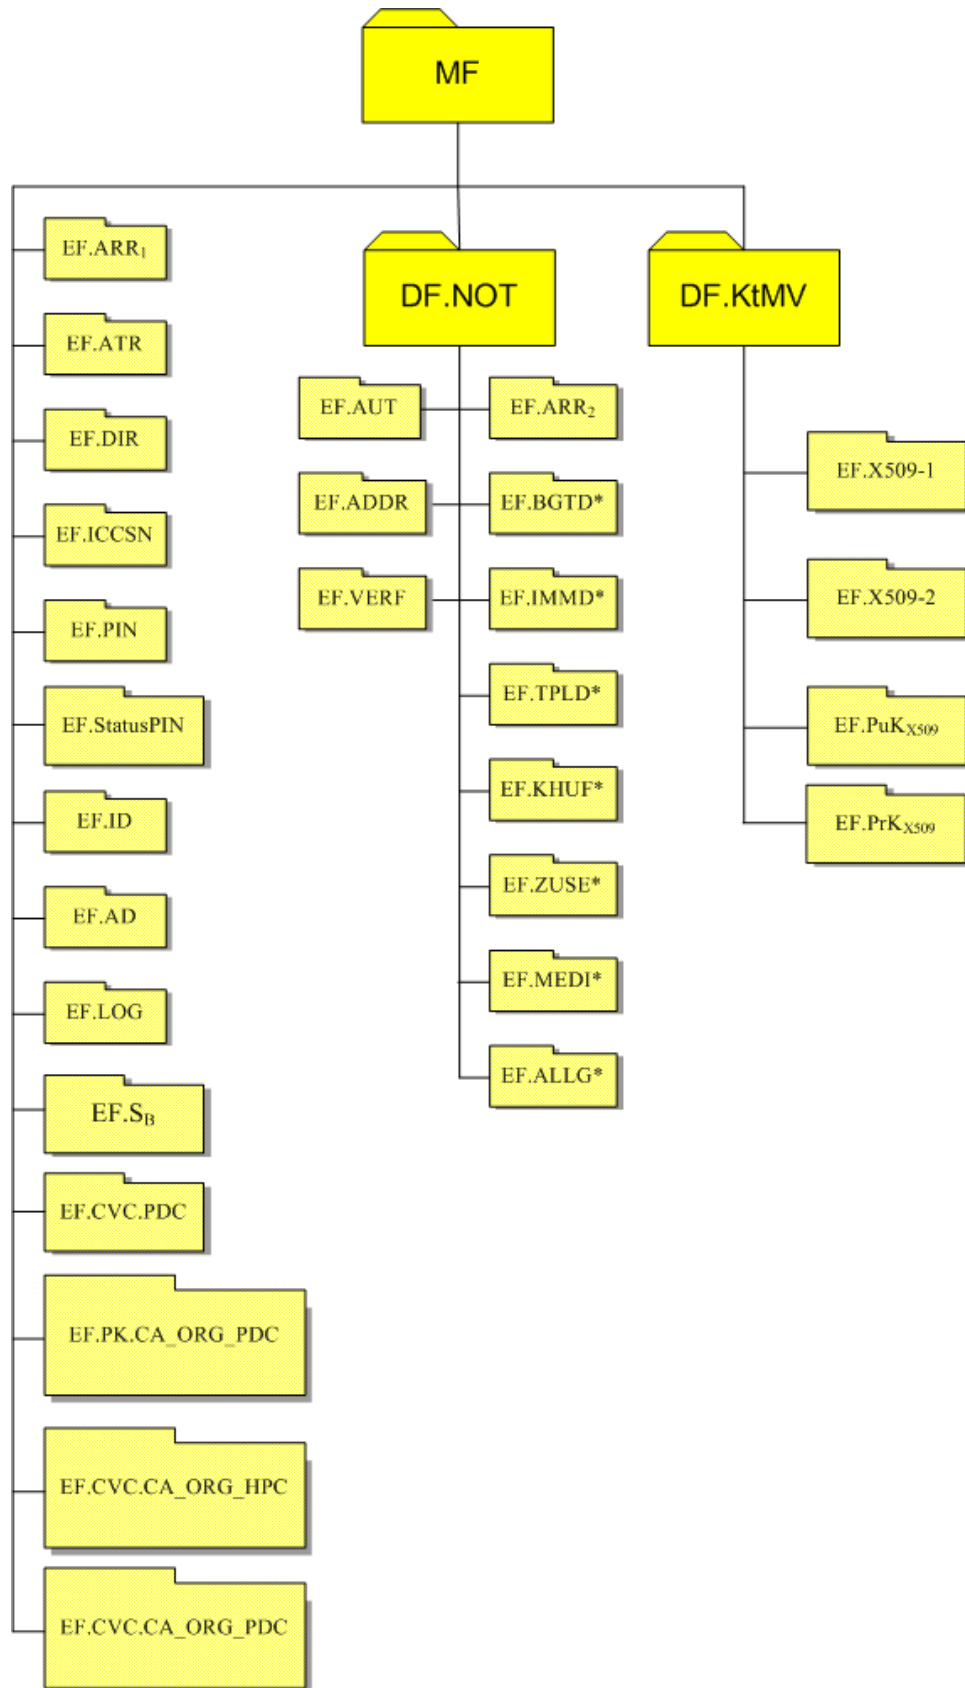 MF
EF.ARR₁
EF.ATR
EF.DIR
EF.ICCSN
EF.PIN
EF.StatusPIN
EF.ID
EF.AD
EF.LOG
EF.S_B
EF.CVC.PDC
EF.PK.CA_ORG_PDC
EF.CVC.CA_ORG_HPC
EF.CVC.CA_ORG_PDC
DF.NOT
EF.AUT
EF.ADDR
EF.VERF
EF.ARR₂
EF.BGTD*
EF.IMMD*
EF.TPLD*
EF.KHUF*
EF.ZUSE*
EF.MEDI*
EF.ALLG*
DF.KtMV
EF.X509-1
EF.X509-2
EF.PuK_X509
EF.PrK_X509